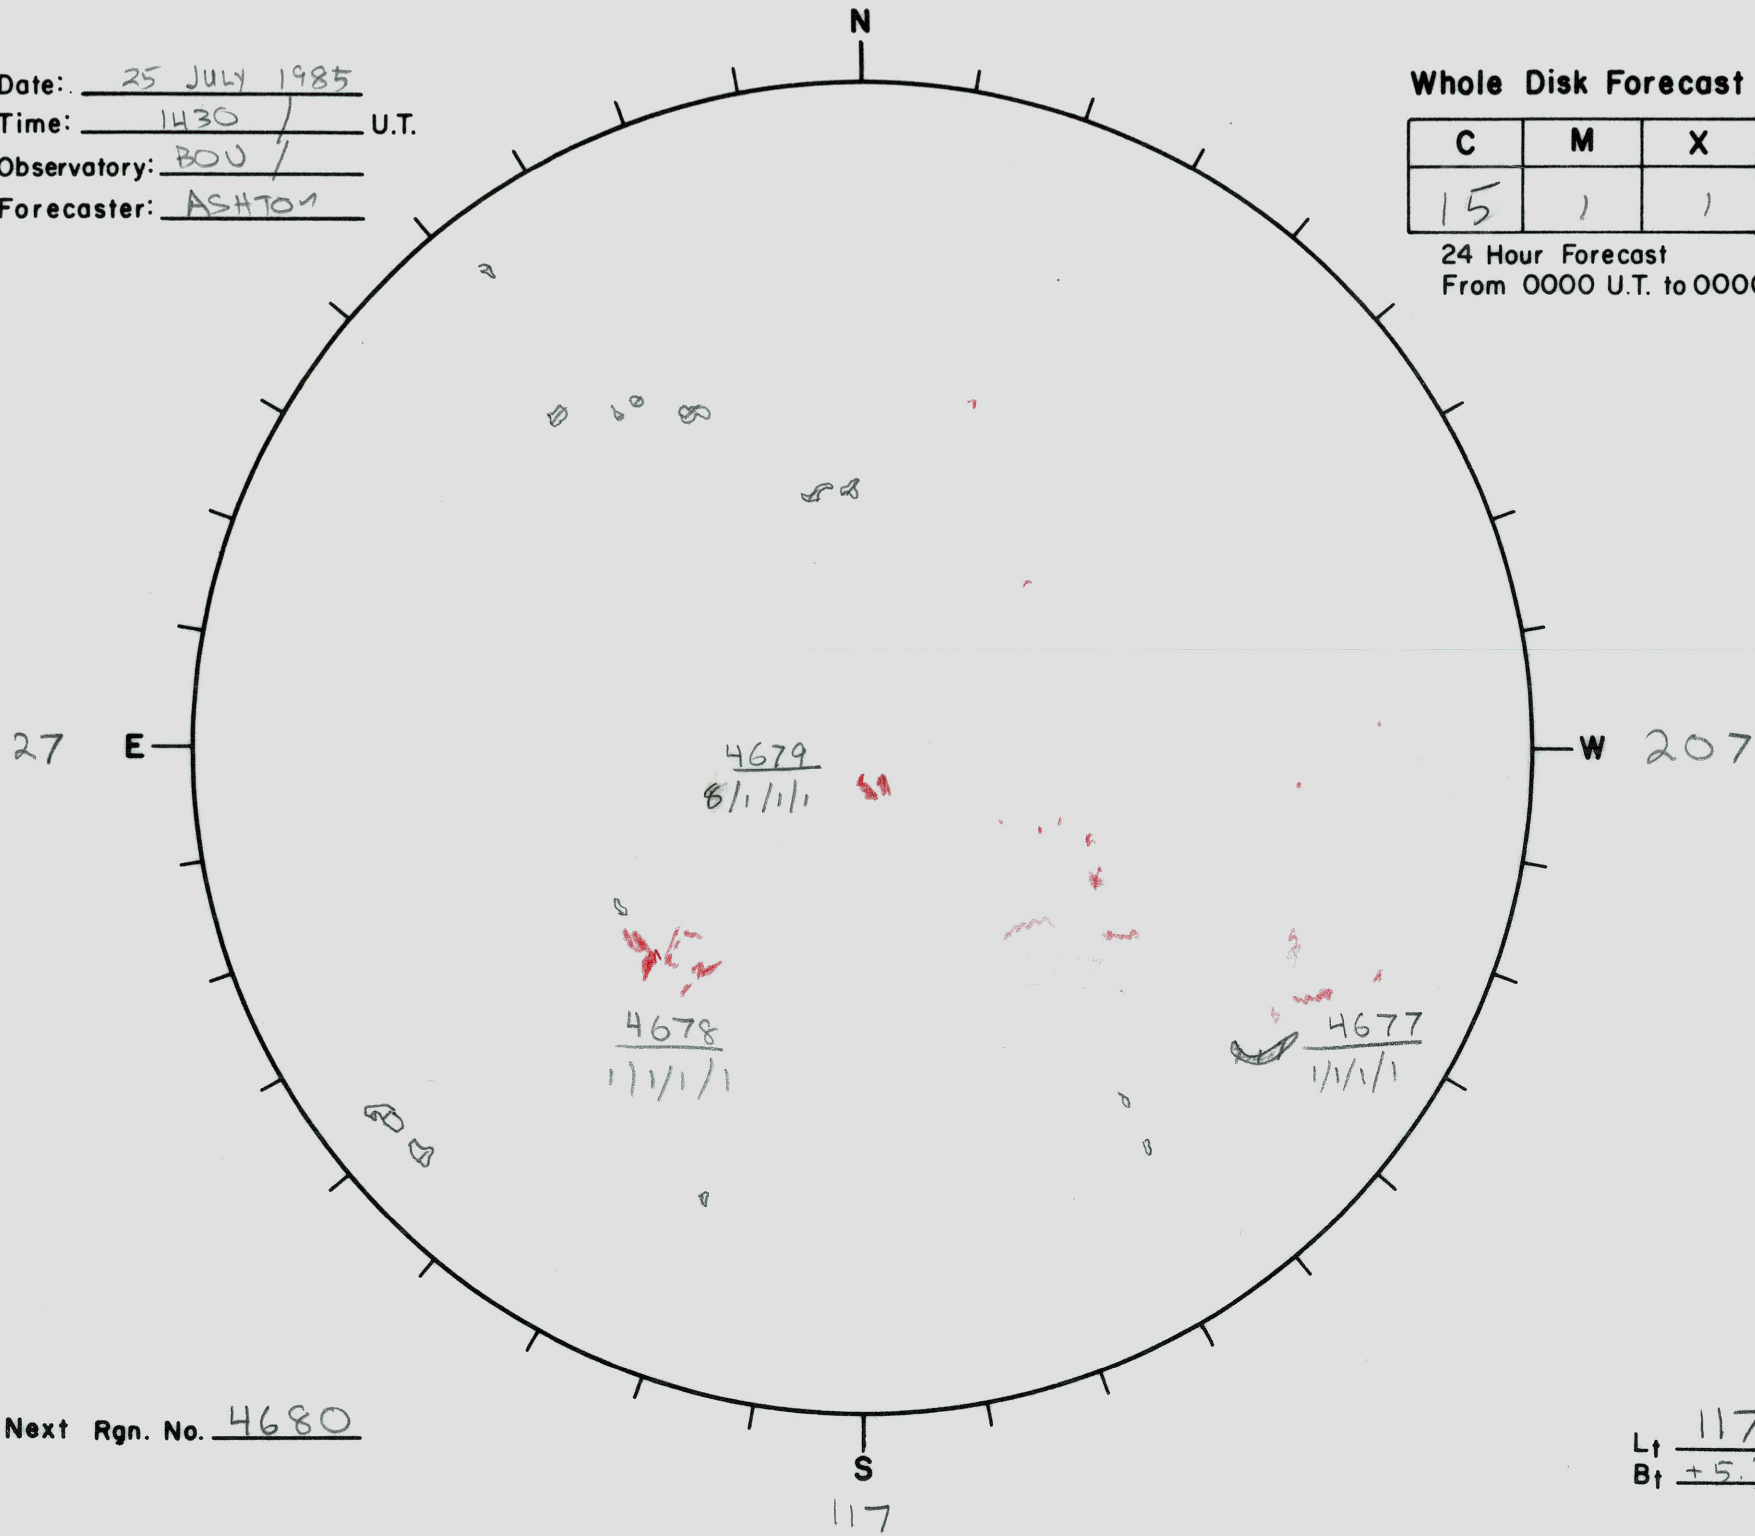 N
Date: 25 JULY 1985
Time: 1430 U.T.
Observatory: BOU
Forecaster: ASHTON
Whole Disk Forecast
C M X
15 1 1
24 Hour Forecast
From 0000 U.T. to 000
27 E
W 207
4679
8/1/1/1
4678
1/1/1/1
4677
1/1/1/1
Next Rgn. No. 4680
Lt 117
Bt +5.
S
117